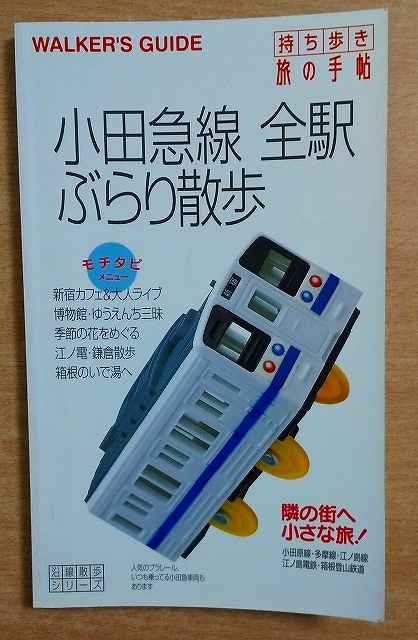 WALKER'S GUIDE
持ち歩き
旅の手帖
小田急線 全駅
ぶらり散歩
モチタビ
メニュー
新宿カフェ&大人ライブ
博物館・ゆうえんち三昧
季節の花をめぐる
江ノ電・鎌倉散歩
箱根のいで湯へ
隣の街へ
小さな旅!
小田原線・多摩線・江ノ島線
江ノ島電鉄・箱根登山鉄道
沿線散歩
シリーズ
人気のプラレール、
いつも乗ってる小田急車両も
あります